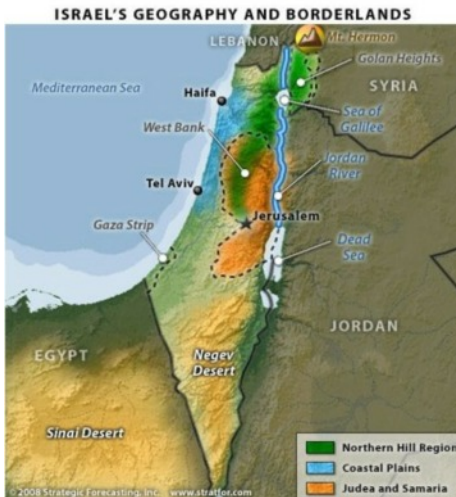 ISRAEL'S GEOGRAPHY AND BORDERLANDS
LEBANON
Mt. Hermon
Golan Heights
Mediterranean Sea
SYRIA
Haifa
Sea of
Galilee
West Bank
Jordan
River
Tel Aviv
Jerusalem
Gaza Strip
Dead
Sea
JORDAN
EGYPT
Negev
Desert
Sinai Desert
Northern Hill Region
Coastal Plains
Judea and Samaria
© 2008 Strategic Forecasting, Inc. www.stratfor.com